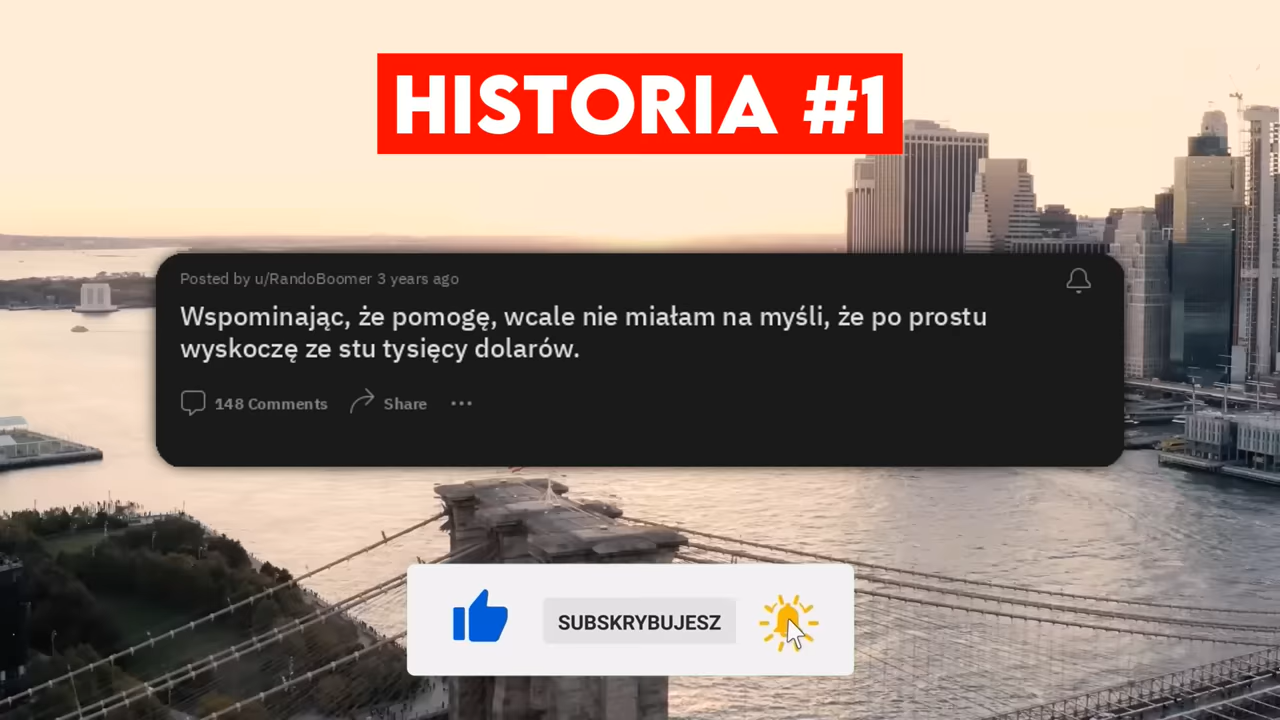 HISTORIA #1
Posted by u/RandoBoomer 3 years ago
Wspominając, że pomogę, wcale nie miałam na myśli, że po prostu
wyskoczę ze stu tysięcy dolarów.
148 Comments Share
SUBSKRYBUJESZ